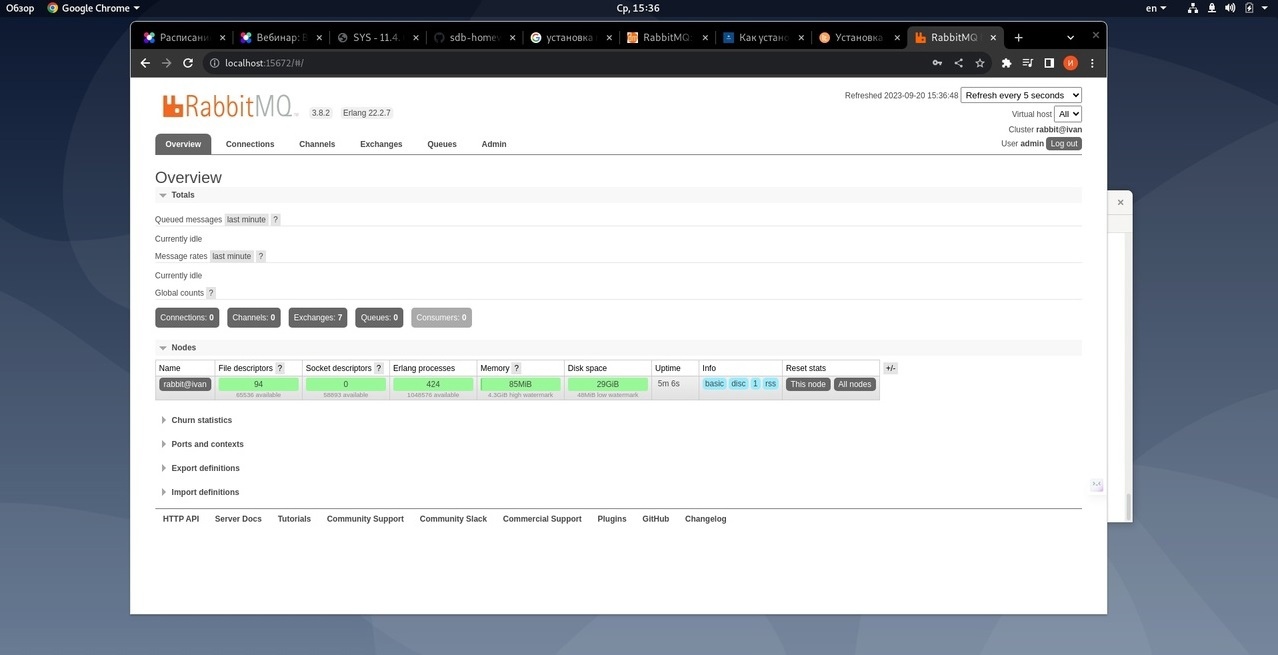 Обзор Google Chrome Ср, 15:36 en
Расписани Вебинар: Б SYS - 11.4. sdb-home установка RabbitMQ: Как устано Установка RabbitMQ
localhost:15672/#/ И
RabbitMQ TM 3.8.2 Erlang 22.2.7
Refreshed 2023-09-20 15:36:48 Refresh every 5 seconds
Virtual host All
Cluster rabbit@ivan
User admin Log out
Overview Connections Channels Exchanges Queues Admin
Overview
Totals
Queued messages last minute ?
Currently idle
Message rates last minute ?
Currently idle
Global counts ?
Connections: 0 Channels: 0 Exchanges: 7 Queues: 0 Consumers: 0
Nodes
Name File descriptors ? Socket descriptors ? Erlang processes Memory ? Disk space Uptime Info Reset stats +/-
rabbit@ivan 94 0 424 85MiB 29GiB 5m 6s basic disc 1 rss This node All nodes
65536 available 58893 available 1048576 available 4.3GiB high watermark 48MiB low watermark
Churn statistics
Ports and contexts
Export definitions
Import definitions
HTTP API Server Docs Tutorials Community Support Community Slack Commercial Support Plugins GitHub Changelog